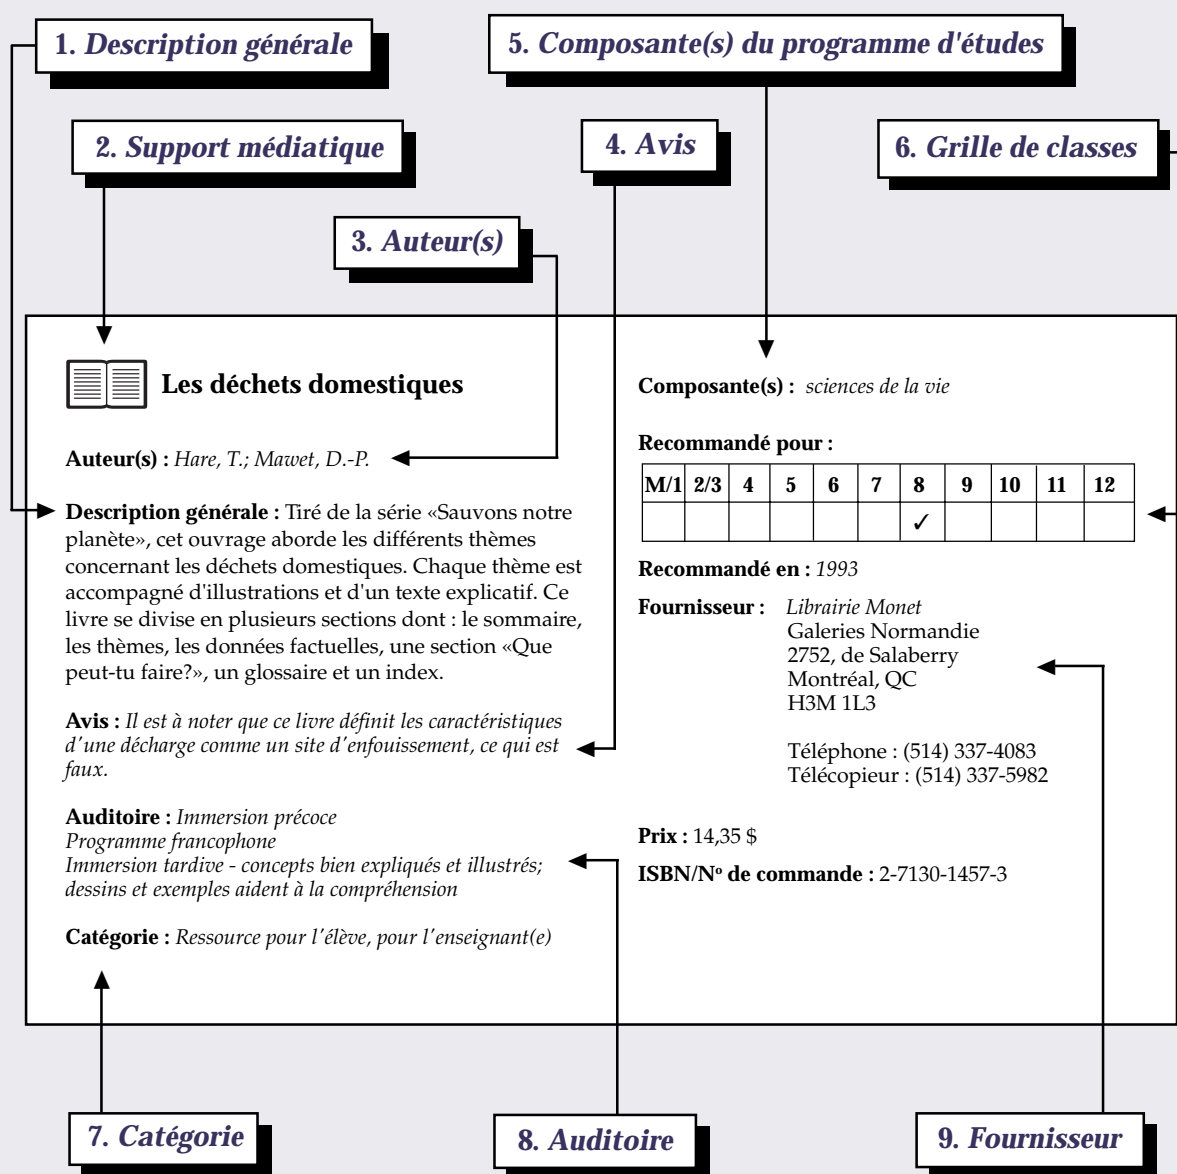 1. Description générale
5. Composante(s) du programme d'études
2. Support médiatique
4. Avis
6. Grille de classes
3. Auteur(s)
Les déchets domestiques
Auteur(s) : Hare, T.; Mawet, D.-P.
Description générale : Tiré de la série «Sauvons notre
planète», cet ouvrage aborde les différents thèmes
concernant les déchets domestiques. Chaque thème est
accompagné d'illustrations et d'un texte explicatif. Ce
livre se divise en plusieurs sections dont : le sommaire,
les thèmes, les données factuelles, une section «Que
peut-tu faire?», un glossaire et un index.
Avis : Il est à noter que ce livre définit les caractéristiques
d'une décharge comme un site d'enfouissement, ce qui est
faux.
Auditoire : Immersion précoce
Programme francophone
Immersion tardive - concepts bien expliqués et illustrés;
dessins et exemples aident à la compréhension
Catégorie : Ressource pour l'élève, pour l'enseignant(e)
Composante(s) : sciences de la vie
Recommandé pour :
M/1 2/3 4 5 6 7 8 9 10 11 12
✓
Recommandé en : 1993
Fournisseur : Librairie Monet
Galeries Normandie
2752, de Salaberry
Montréal, QC
H3M 1L3
Téléphone : (514) 337-4083
Télécopieur : (514) 337-5982
Prix : 14,35 $
ISBN/Nº de commande : 2-7130-1457-3
7. Catégorie
8. Auditoire
9. Fournisseur